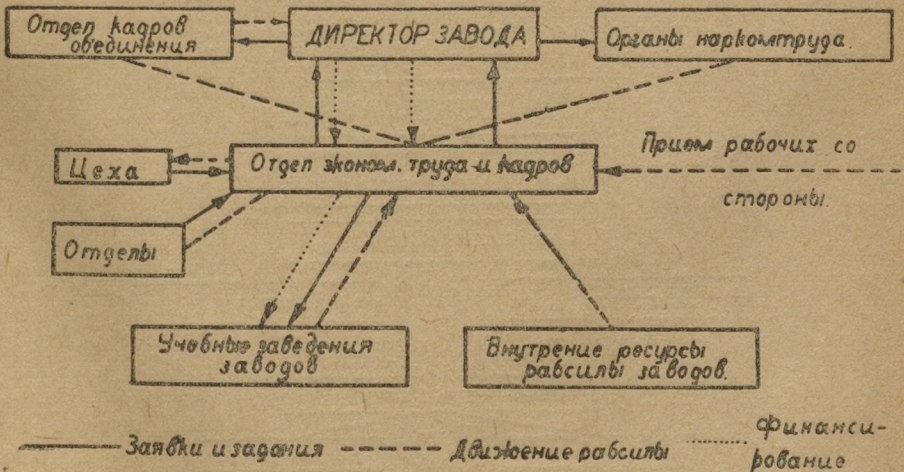 Отдел кадров
объединения
ДИРЕКТОР ЗАВОДА
Органы наркомтруда.
Цеха
Отдел эконом. труда и кадров
Прием рабочих со
стороны.
Отделы
Учебные заведения
заводов
Внутрение ресурсы
рабсилы заводов.
Заявки и задания
Движение рабсилы
Финанси-
рование